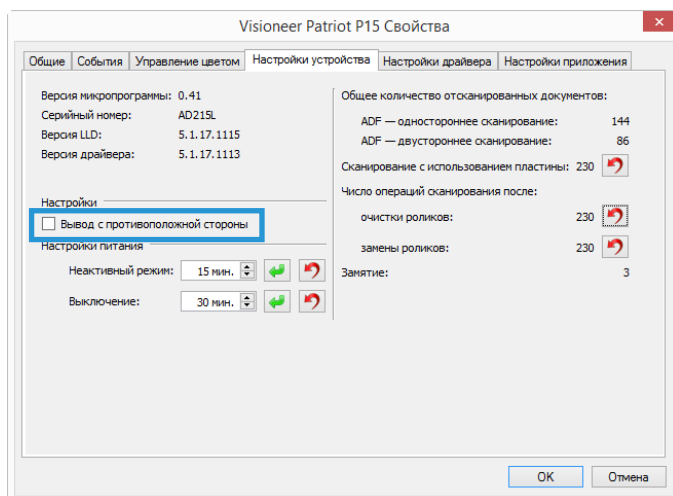 Visioneer Patriot P15 Свойства
Общие События Управление цветом Настройки устройства Настройки драйвера Настройки приложения
Версия микропрограммы: 0.41
Серийный номер: AD215L
Версия LLD: 5.1.17.1115
Версия драйвера: 5.1.17.1113
Настройки
Вывод с противоположной стороны
Настройки питания
Неактивный режим: 15 мин.
Выключение: 30 мин.
Общее количество отсканированных документов:
ADF — одностороннее сканирование: 144
ADF — двустороннее сканирование: 86
Сканирование с использованием пластины: 230
Число операций сканирования после:
очистки роликов: 230
замены роликов: 230
Замятие: 3
OK Отмена